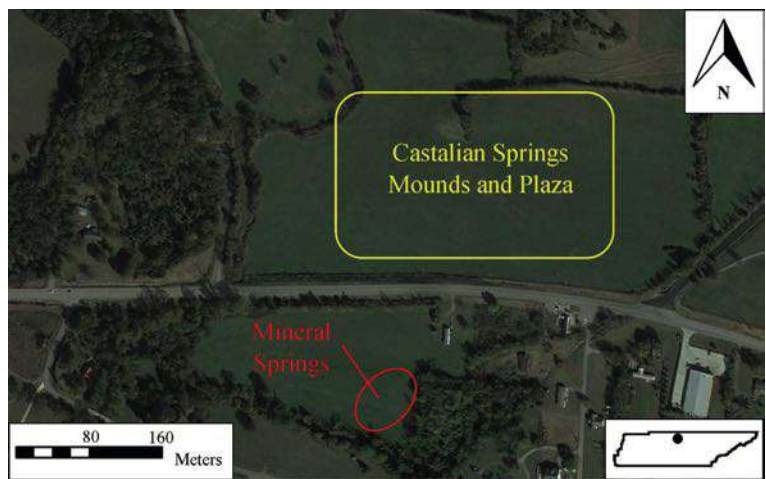 N
Castalian Springs
Mounds and Plaza
Mineral
Springs
80 160
Meters